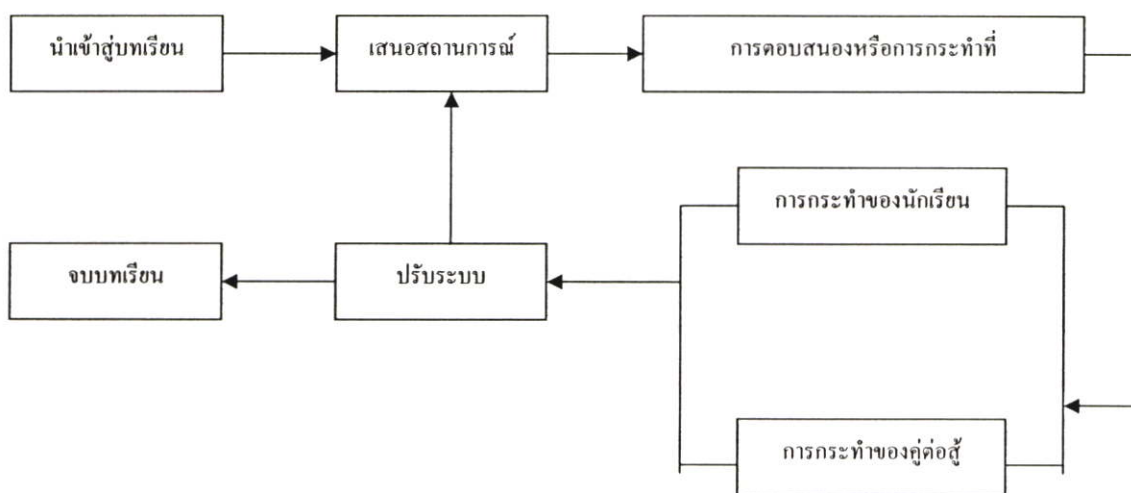 นำเข้าสู่บทเรียน
เสนอสถานการณ์
การตอบสนองหรือการกระทำที่
การกระทำของนักเรียน
จบบทเรียน
ปรับระบบ
การกระทำของคู่ต่อสู้